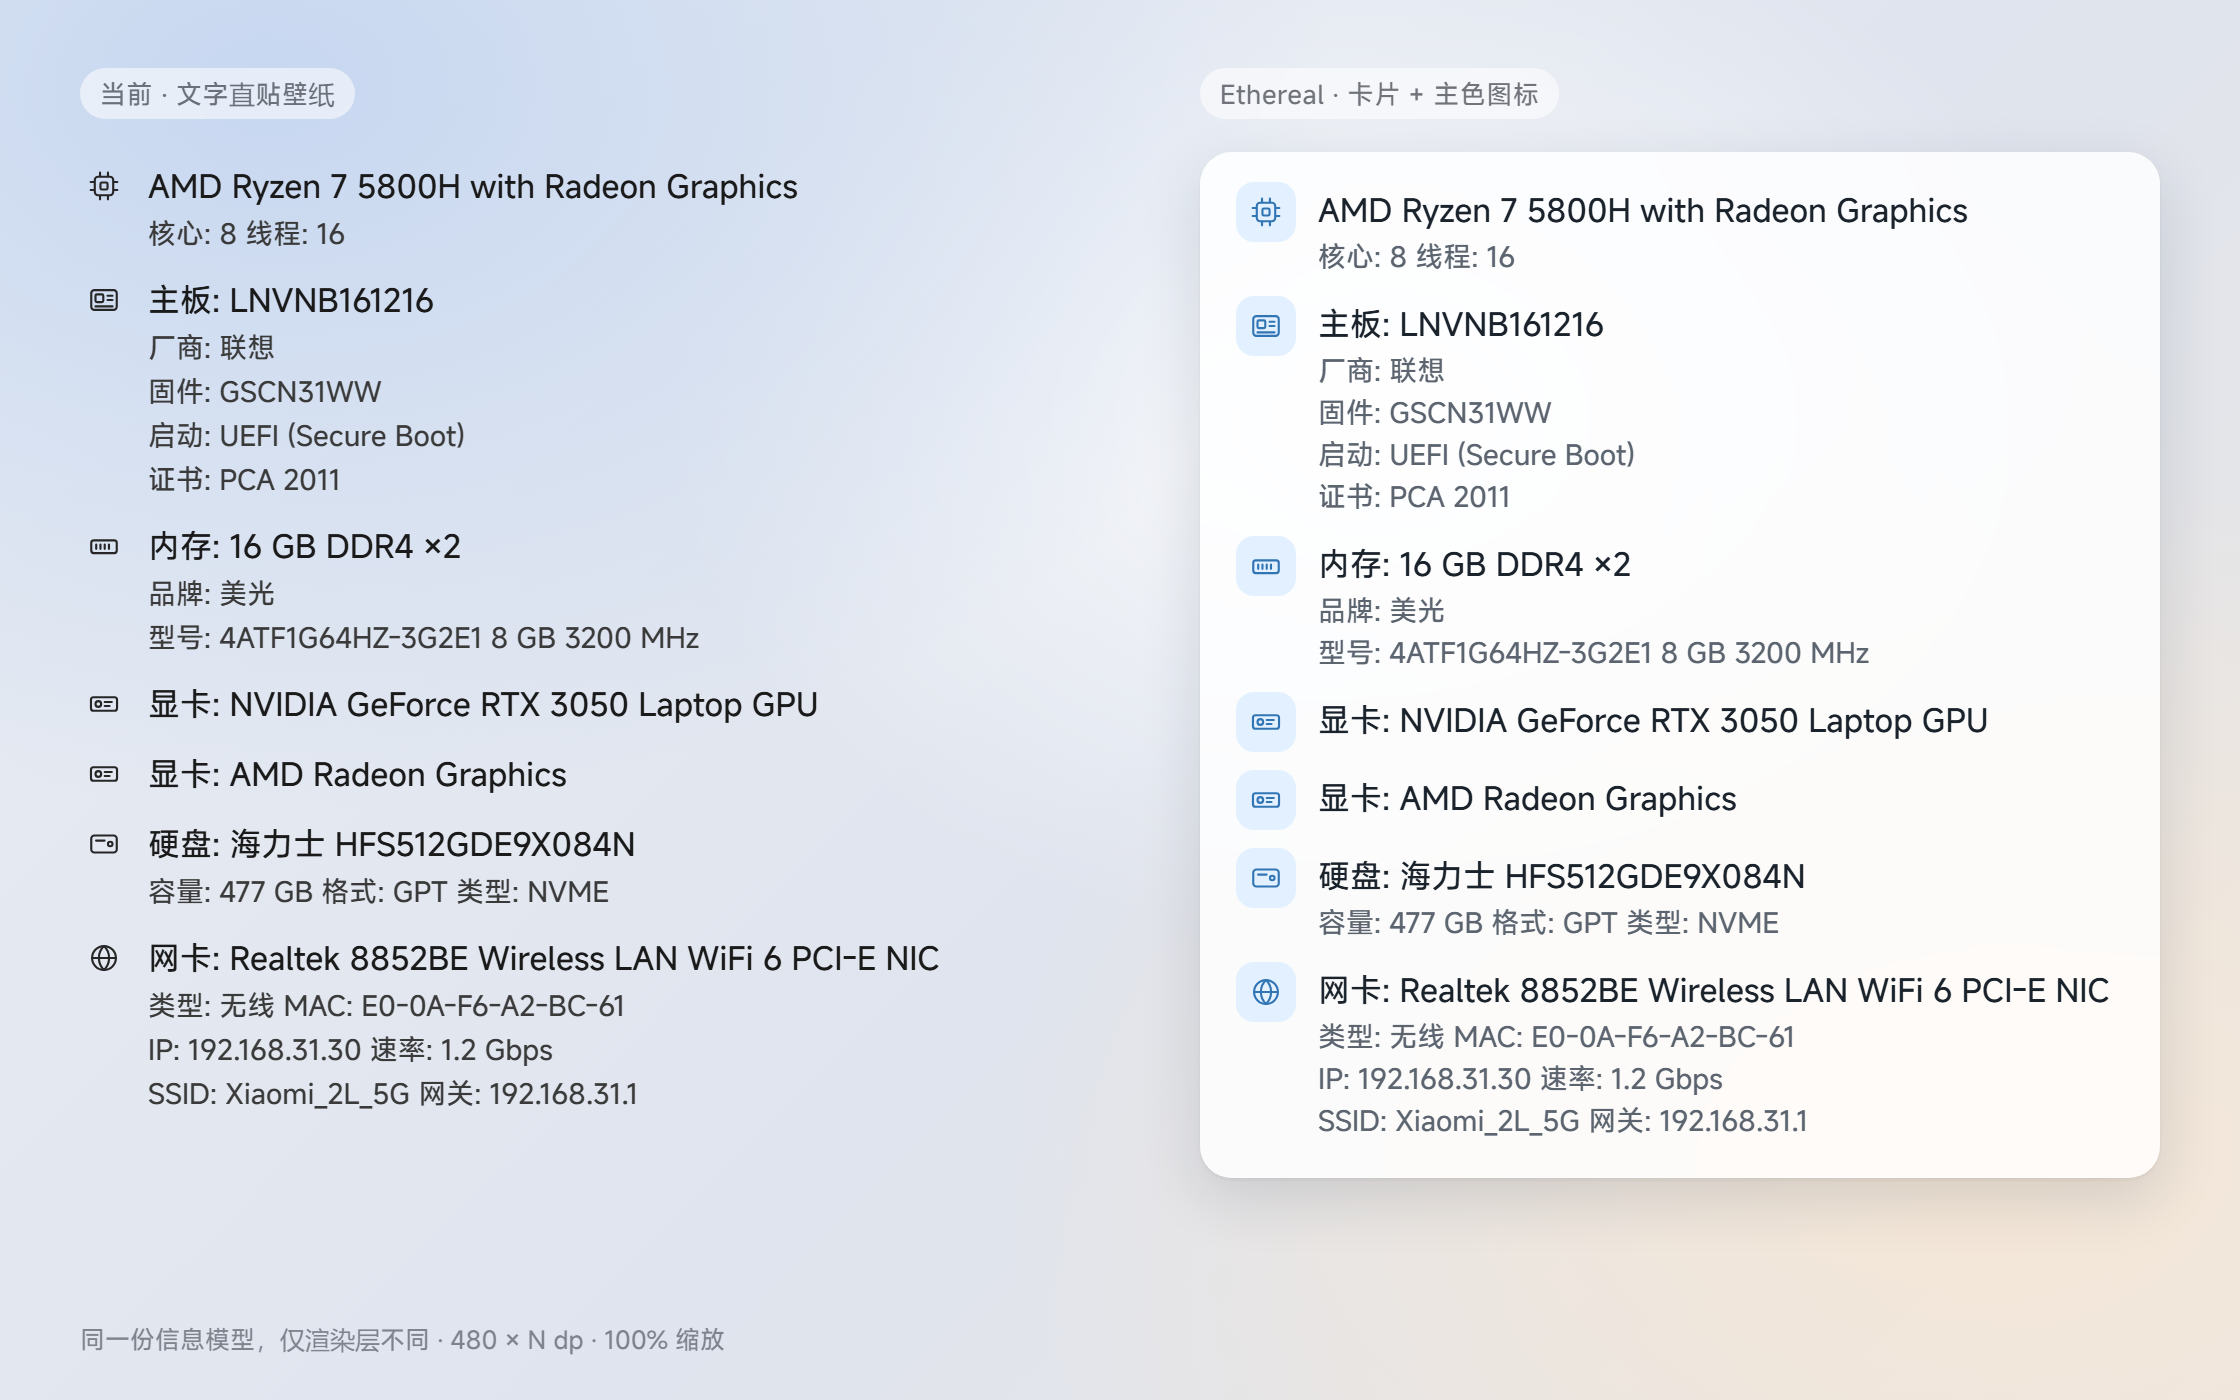 当前 · 文字直贴壁纸
AMD Ryzen 7 5800H with Radeon Graphics
核心: 8 线程: 16
主板: LNVNB161216
厂商: 联想
固件: GSCN31WW
启动: UEFI (Secure Boot)
证书: PCA 2011
内存: 16 GB DDR4 ×2
品牌: 美光
型号: 4ATF1G64HZ-3G2E1 8 GB 3200 MHz
显卡: NVIDIA GeForce RTX 3050 Laptop GPU
显卡: AMD Radeon Graphics
硬盘: 海力士 HFS512GDE9X084N
容量: 477 GB 格式: GPT 类型: NVME
网卡: Realtek 8852BE Wireless LAN WiFi 6 PCI-E NIC
类型: 无线 MAC: E0-0A-F6-A2-BC-61
IP: 192.168.31.30 速率: 1.2 Gbps
SSID: Xiaomi_2L_5G 网关: 192.168.31.1
Ethereal · 卡片 + 主色图标
AMD Ryzen 7 5800H with Radeon Graphics
核心: 8 线程: 16
主板: LNVNB161216
厂商: 联想
固件: GSCN31WW
启动: UEFI (Secure Boot)
证书: PCA 2011
内存: 16 GB DDR4 ×2
品牌: 美光
型号: 4ATF1G64HZ-3G2E1 8 GB 3200 MHz
显卡: NVIDIA GeForce RTX 3050 Laptop GPU
显卡: AMD Radeon Graphics
硬盘: 海力士 HFS512GDE9X084N
容量: 477 GB 格式: GPT 类型: NVME
网卡: Realtek 8852BE Wireless LAN WiFi 6 PCI-E NIC
类型: 无线 MAC: E0-0A-F6-A2-BC-61
IP: 192.168.31.30 速率: 1.2 Gbps
SSID: Xiaomi_2L_5G 网关: 192.168.31.1
同一份信息模型，仅渲染层不同 · 480 × N dp · 100% 缩放